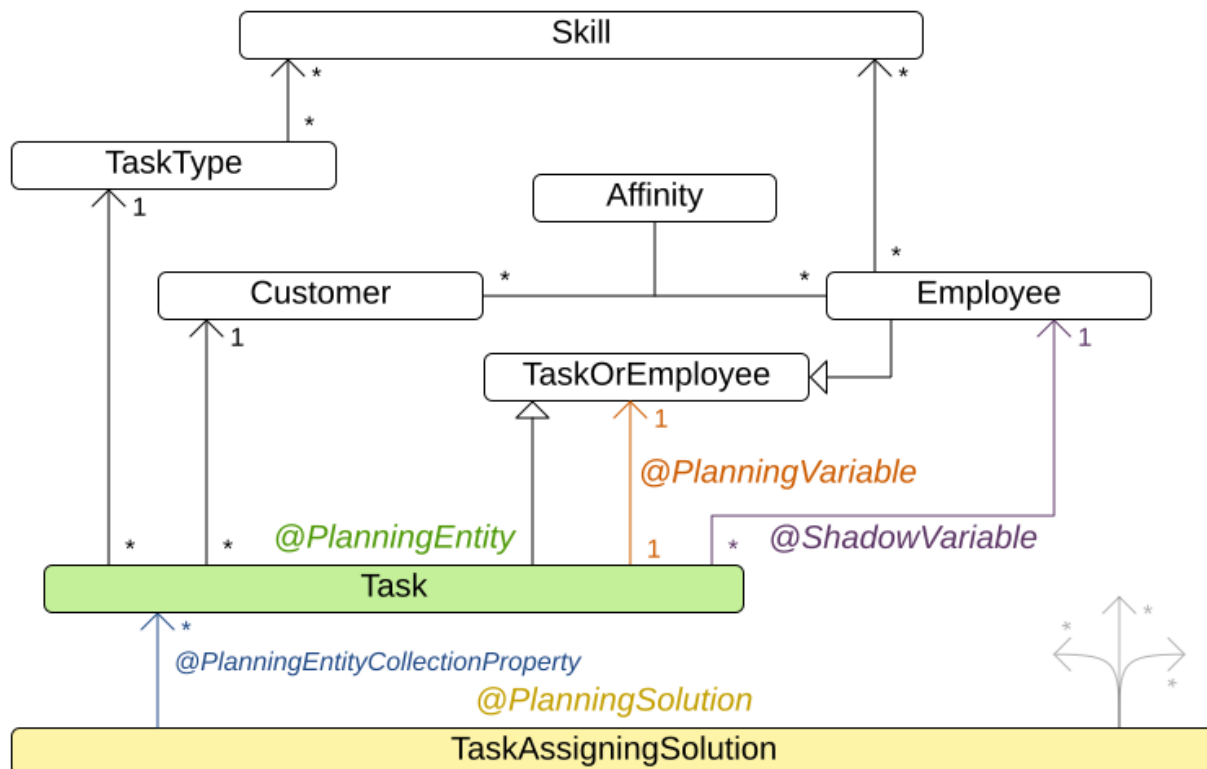 Skill
*
*
*
TaskType
1
Affinity
*
Customer
*
*
Employee
1
TaskOrEmployee
1
1
@PlanningVariable
@PlanningEntity
@ShadowVariable
*
*
1
*
Task
*
@PlanningEntityCollectionProperty
*
*
*
@PlanningSolution
TaskAssigningSolution